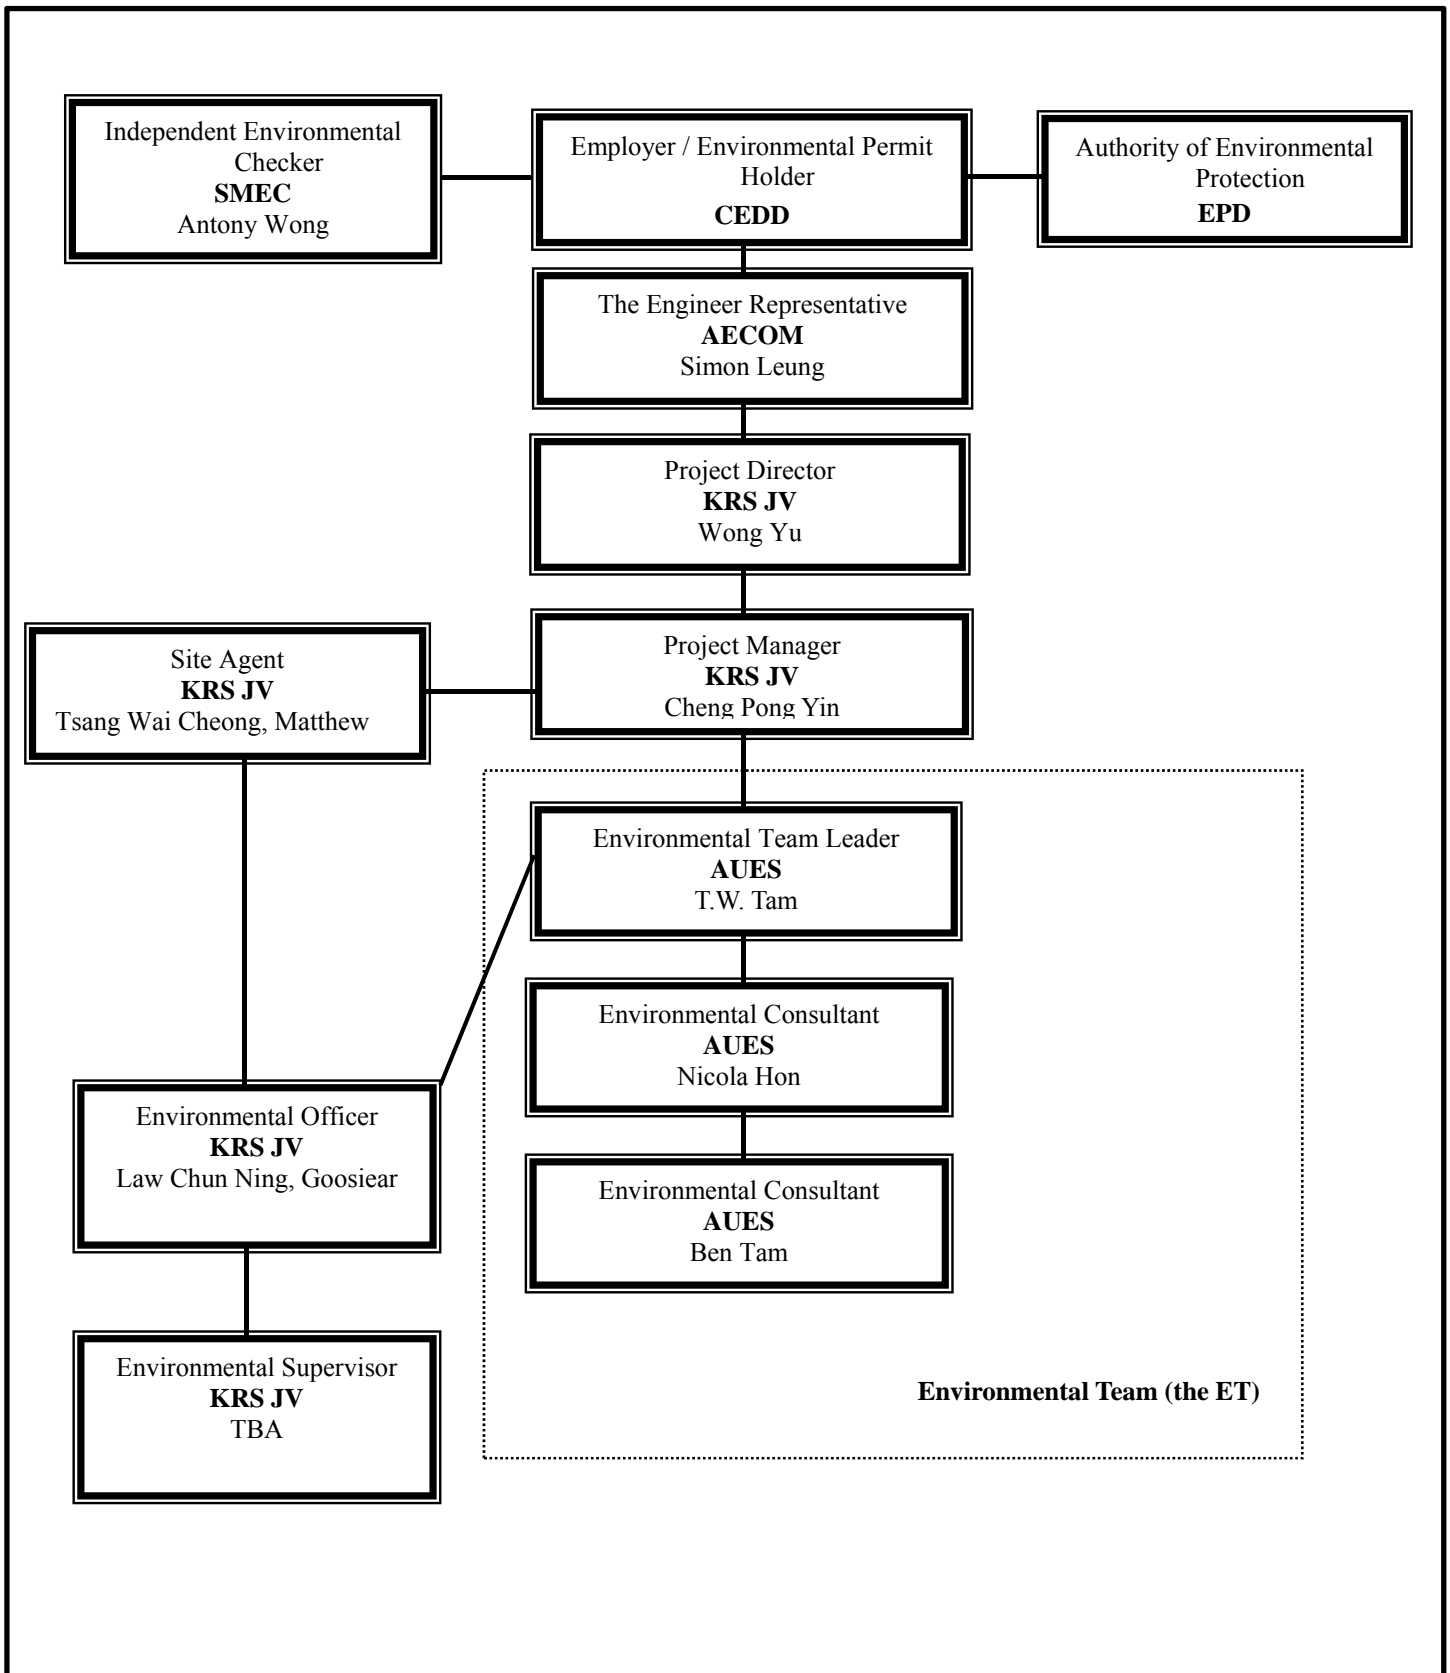 Independent Environmental
Checker
SMEC
Antony Wong
Employer / Environmental Permit
Holder
CEDD
Authority of Environmental
Protection
EPD
The Engineer Representative
AECOM
Simon Leung
Project Director
KRS JV
Wong Yu
Site Agent
KRS JV
Tsang Wai Cheong, Matthew
Project Manager
KRS JV
Cheng Pong Yin
Environmental Team Leader
AUES
T.W. Tam
Environmental Consultant
AUES
Nicola Hon
Environmental Officer
KRS JV
Law Chun Ning, Goosiear
Environmental Consultant
AUES
Ben Tam
Environmental Supervisor
KRS JV
TBA
Environmental Team (the ET)